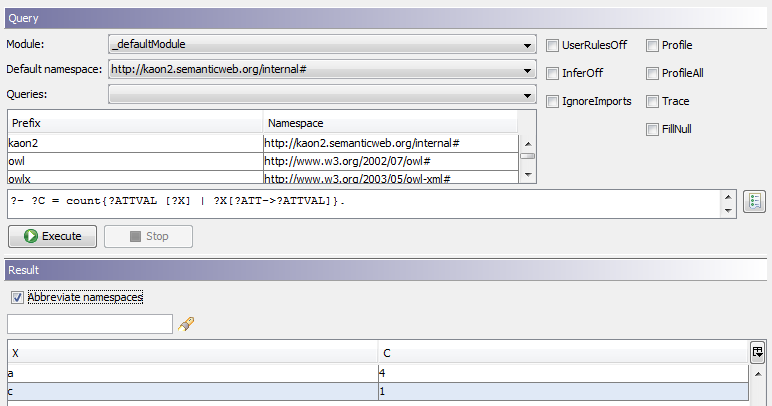 Query
Module: _defaultModule UserRulesOff Profile
Default namespace: http://kaon2.semanticweb.org/internal# InferOff ProfileAll
Queries: IgnoreImports Trace
FillNull
Prefix Namespace
kaon2 http://kaon2.semanticweb.org/internal#
owl http://www.w3.org/2002/07/owl#
owlx http://www.w3.org/2003/05/owl-xml#
?- ?C = count{?ATTVAL [?X] | ?X[?ATT->?ATTVAL]}.
Execute Stop
Result
Abbreviate namespaces
X C
a 4
c 1